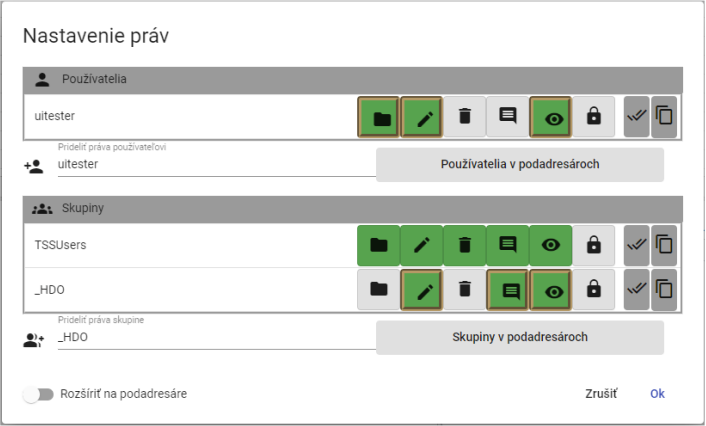 Nastavenie práv
Používatelia
uitester
Prideliť práva používateľovi
uitester
Používatelia v podadresároch
Skupiny
TSSUsers
_HDO
Prideliť práva skupine
_HDO
Skupiny v podadresároch
Rozšíriť na podadresáre
Zrušiť
Ok